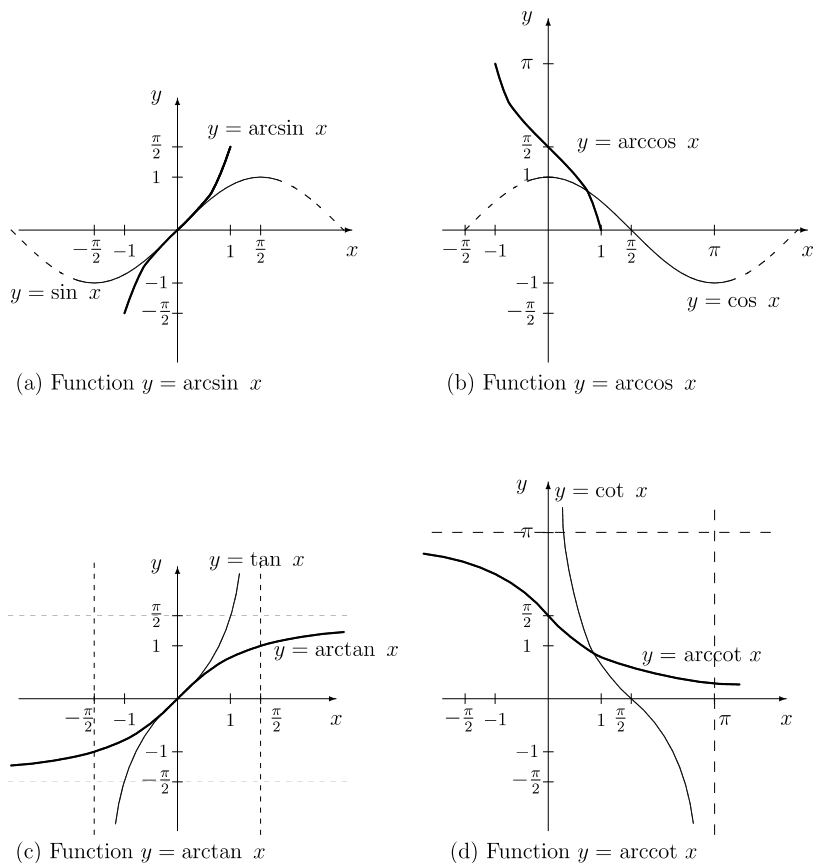 y
y = arcsin x
π/2
1
−π/2 −1 1 π/2 x
−1
y = sin x
−π/2
(a) Function y = arcsin x
y
π
y = arccos x
π/2
1
−π/2 −1 1 π/2 π x
−1
y = cos x
−π/2
(b) Function y = arccos x
y
y = tan x
π/2
1
y = arctan x
−π/2 −1 1 π/2 x
−1
−π/2
(c) Function y = arctan x
y
y = cot x
π
π/2
1
y = arccot x
−π/2 −1 1 π/2 π x
−1
−π/2
(d) Function y = arccot x